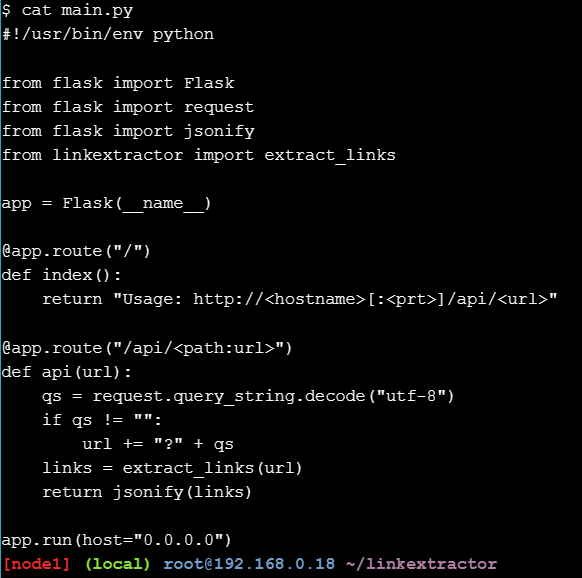 $ cat main.py
#!/usr/bin/env python

from flask import Flask
from flask import request
from flask import jsonify
from linkextractor import extract_links

app = Flask(__name__)

@app.route("/")
def index():
    return "Usage: http://<hostname>[:<prt>]/api/<url>"

@app.route("/api/<path:url>")
def api(url):
    qs = request.query_string.decode("utf-8")
    if qs != "":
        url += "?" + qs
    links = extract_links(url)
    return jsonify(links)

app.run(host="0.0.0.0")
[node1] (local) root@192.168.0.18 ~/linkextractor